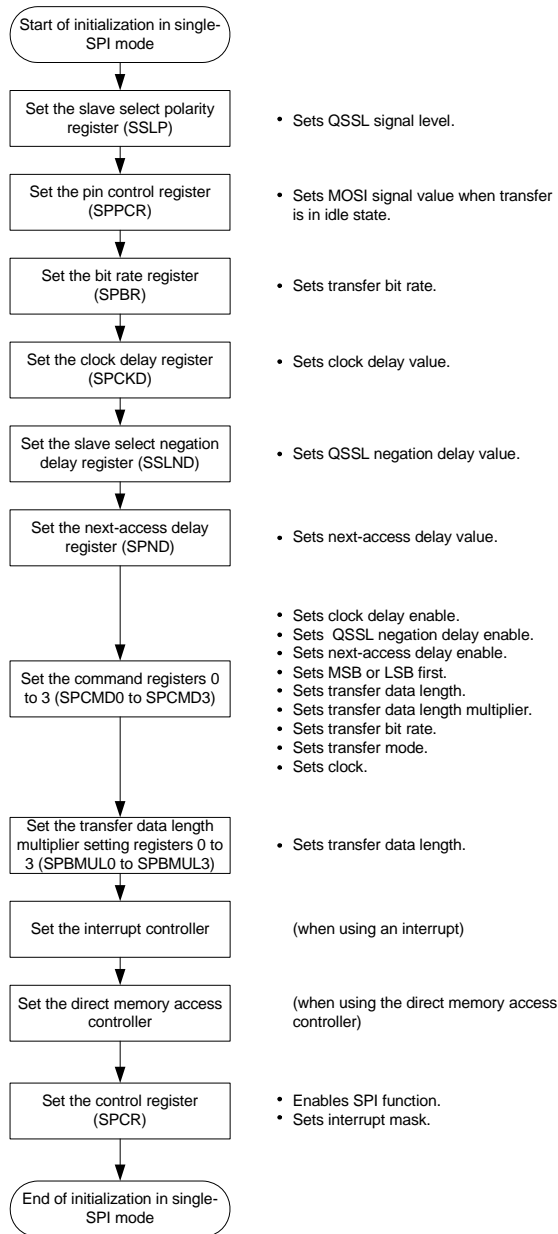 Start of initialization in single-
SPI mode
Set the slave select polarity
register (SSLP)
• Sets QSSL signal level.
Set the pin control register
(SPPCR)
• Sets MOSI signal value when transfer
is in idle state.
Set the bit rate register
(SPBR)
• Sets transfer bit rate.
Set the clock delay register
(SPCKD)
• Sets clock delay value.
Set the slave select negation
delay register (SSLND)
• Sets QSSL negation delay value.
Set the next-access delay
register (SPND)
• Sets next-access delay value.
Set the command registers 0
to 3 (SPCMD0 to SPCMD3)
• Sets clock delay enable.
• Sets QSSL negation delay enable.
• Sets next-access delay enable.
• Sets MSB or LSB first.
• Sets transfer data length.
• Sets transfer data length multiplier.
• Sets transfer bit rate.
• Sets transfer mode.
• Sets clock.
Set the transfer data length
multiplier setting registers 0 to
3 (SPBMUL0 to SPBMUL3)
• Sets transfer data length.
Set the interrupt controller
(when using an interrupt)
Set the direct memory access
controller
(when using the direct memory access
controller)
Set the control register
(SPCR)
• Enables SPI function.
• Sets interrupt mask.
End of initialization in single-
SPI mode